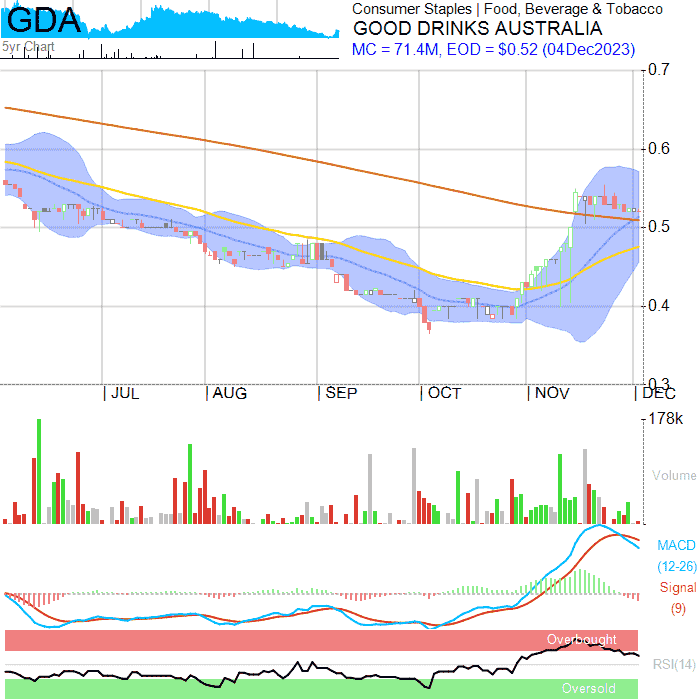 GDA
5yr Chart
Consumer Staples | Food, Beverage & Tobacco
GOOD DRINKS AUSTRALIA
MC = 71.4M, EOD = $0.52 (04Dec2023)
0.7
0.6
0.5
0.4
0.3
JUL
AUG
SEP
OCT
NOV
DEC
178k
Volume
MACD
(12-26)
Signal
(9)
Overbought
RSI(14)
Oversold